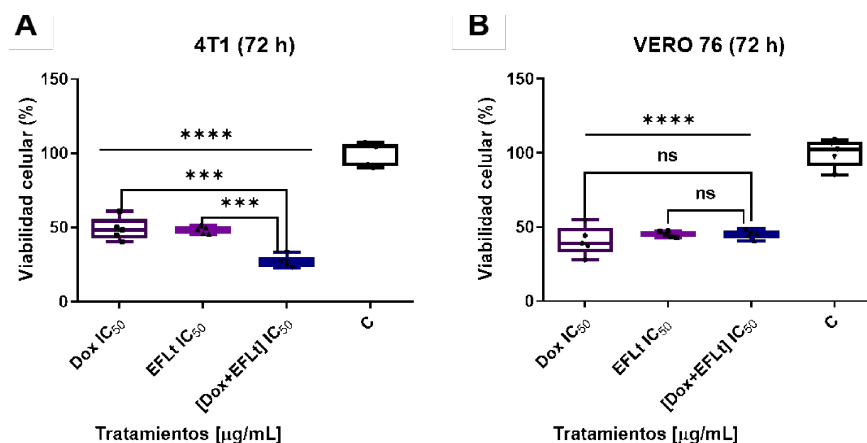 A
4T1 (72 h)
Viabilidad celular (%)
150
100
50
0
****
***
***
Dox IC₅₀
EFLt IC₅₀
[Dox+EFLt] IC₅₀
C
Tratamientos [µg/mL]
B
VERO 76 (72 h)
Viabilidad celular (%)
150
100
50
0
****
ns
ns
Dox IC₅₀
EFLt IC₅₀
[Dox+EFLt] IC₅₀
C
Tratamientos [µg/mL]